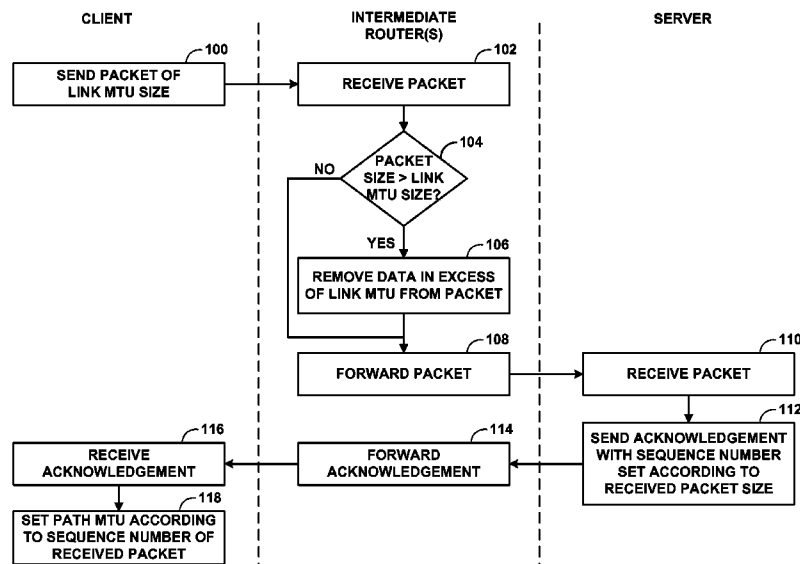 CLIENT
INTERMEDIATE
ROUTER(S)
SERVER
100
SEND PACKET OF
LINK MTU SIZE
102
RECEIVE PACKET
104
PACKET
SIZE > LINK
MTU SIZE?
NO
YES
106
REMOVE DATA IN EXCESS
OF LINK MTU FROM PACKET
108
FORWARD PACKET
110
RECEIVE PACKET
112
SEND ACKNOWLEDGEMENT
WITH SEQUENCE NUMBER
SET ACCORDING TO
RECEIVED PACKET SIZE
114
FORWARD
ACKNOWLEDGEMENT
116
RECEIVE
ACKNOWLEDGEMENT
118
SET PATH MTU ACCORDING
TO SEQUENCE NUMBER OF
RECEIVED PACKET